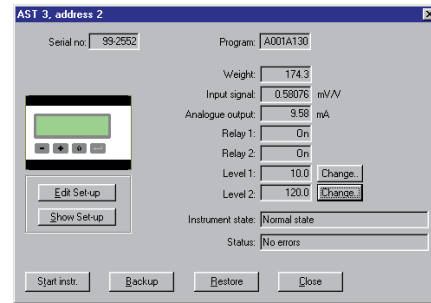 AST 3, address 2
Serial no: 99-2552 Program: A001A130
Weight: 174.3
Input signal: 0.58076 mV/V
Analogue output: 9.58 mA
Relay 1: On
Relay 2: On
Level 1: 10.0 Change..
Level 2: 120.0 Change..
Edit Set-up
Show Set-up
Instrument state: Normal state
Status: No errors
Start instr. Backup Restore Close